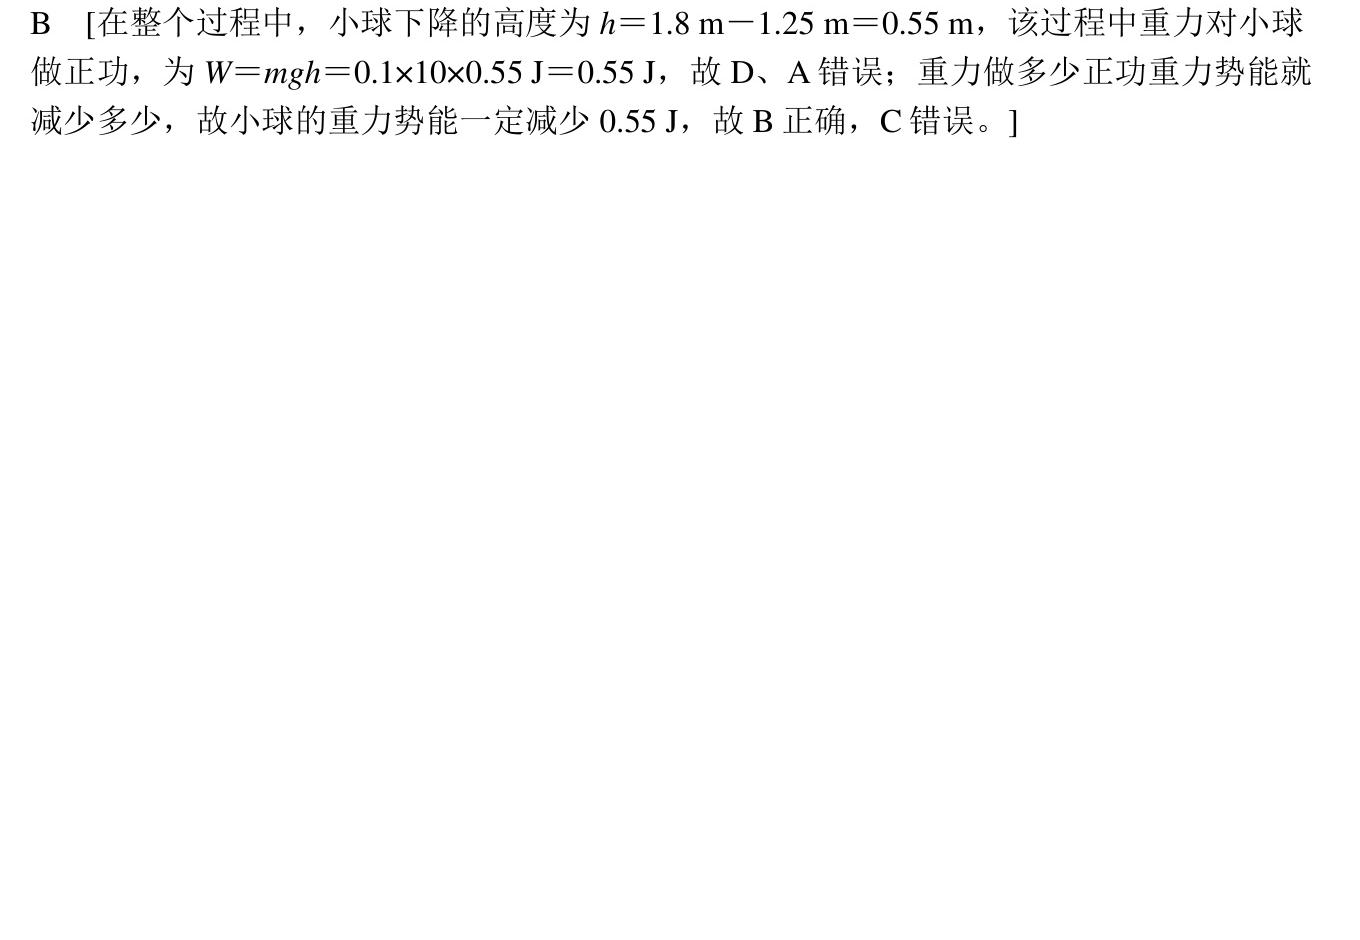 B　[在整个过程中，小球下降的高度为 h＝1.8 m－1.25 m＝0.55 m，该过程中重力对小球
做正功，为 W＝mgh＝0.1×10×0.55 J＝0.55 J，故 D、A 错误；重力做多少正功重力势能就
减少多少，故小球的重力势能一定减少 0.55 J，故 B 正确，C 错误。]